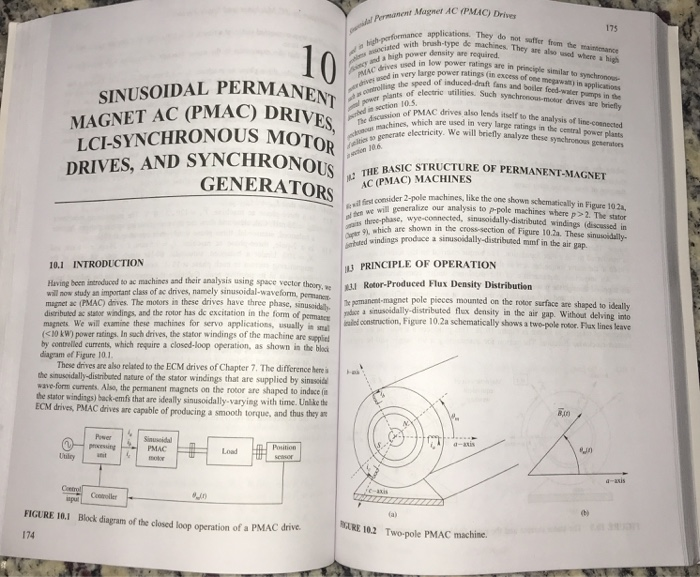 10
SINUSOIDAL PERMANENT
MAGNET AC (PMAC) DRIVES,
LCI-SYNCHRONOUS MOTOR
DRIVES, AND SYNCHRONOUS
GENERATORS
10.1 INTRODUCTION
Having been introduced to ac machines and their analysis using space vector theory, we
will now study an important class of ac drives, namely sinusoidal-waveform, permanent-
magnet ac (PMAC) drives. The motors in these drives have three phase, sinusoidally-
distributed ac stator windings, and the rotor has dc excitation in the form of permanent
magnets. We will examine these machines for servo applications, usually in small
(<10 kW) power ratings. In such drives, the stator windings of the machine are supplied
by controlled currents, which require a closed-loop operation, as shown in the block
diagram of Figure 10.1.
These drives are also related to the ECM drives of Chapter 7. The difference here is
the sinusoidally-distributed nature of the stator windings that are supplied by sinusoidal
wave-form currents. Also, the permanent magnets on the rotor are shaped to induce (in
the stator windings) back-emfs that are ideally sinusoidally-varying with time. Unlike the
ECM drives, PMAC drives are capable of producing a smooth torque, and thus they are
Utility
Power
processing
unit
Sinusoidal
PMAC
motor
Load
Position
sensor
Control
input
Controller
θm(t)
FIGURE 10.1 Block diagram of the closed loop operation of a PMAC drive.
174
Permanent Magnet AC (PMAC) Drives
175
high-performance applications. They do not suffer from the maintenance
associated with brush-type dc machines. They are also used where a high
and a high power density are required.
PMAC drives used in low power ratings are in principle similar to synchronous-
drives used in very large power ratings (in excess of one megawatt) in applications
as controlling the speed of induced-draft fans and boiler feed-water pumps in the
power plants of electric utilities. Such synchronous-motor drives are briefly
in section 10.5.
The discussion of PMAC drives also lends itself to the analysis of line-connected
machines, which are used in very large ratings in the central power plants
to generate electricity. We will briefly analyze these synchronous generators
section 10.6.
THE BASIC STRUCTURE OF PERMANENT-MAGNET
AC (PMAC) MACHINES
will first consider 2-pole machines, like the one shown schematically in Figure 10.2a,
then we will generalize our analysis to p-pole machines where p > 2. The stator
three-phase, wye-connected, sinusoidally-distributed windings (discussed in
9), which are shown in the cross-section of Figure 10.2a. These sinusoidally-
windings produce a sinusoidally-distributed mmf in the air gap.
PRINCIPLE OF OPERATION
Rotor-Produced Flux Density Distribution
The permanent-magnet pole pieces mounted on the rotor surface are shaped to ideally
a sinusoidally-distributed flux density in the air gap. Without delving into
construction, Figure 10.2a schematically shows a two-pole rotor. Flux lines leave
b-axis
θm
a-axis
c-axis
(a)
Br(t)
θm(t)
a-axis
(b)
FIGURE 10.2 Two-pole PMAC machine.